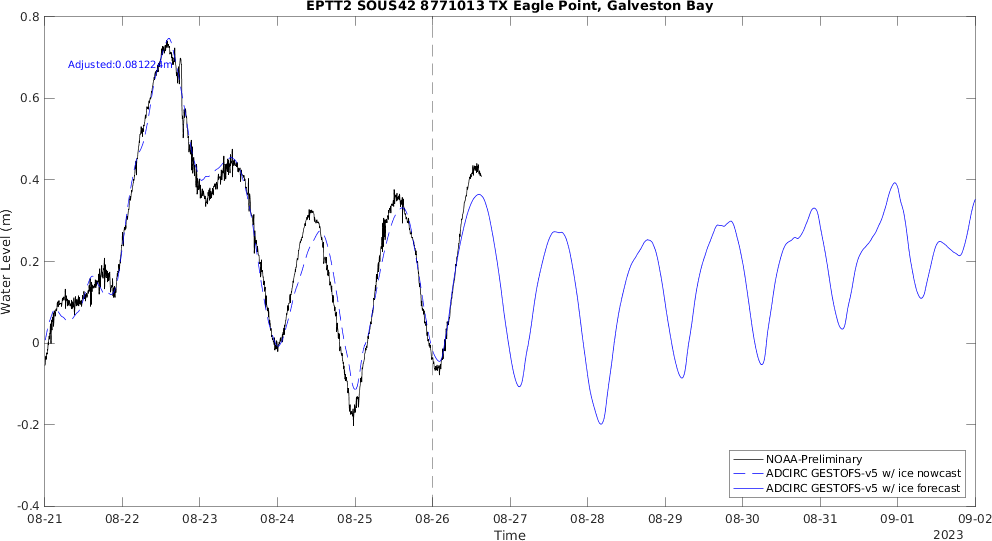 EPTT2 SOUS42 8771013 TX Eagle Point, Galveston Bay
0.8
Adjusted:0.081224m
0.6
0.4
0.2
0
-0.2
-0.4
Water Level (m)
NOAA-Preliminary
ADCIRC GESTOFS-v5 w/ ice nowcast
ADCIRC GESTOFS-v5 w/ ice forecast
08-21 08-22 08-23 08-24 08-25 08-26 08-27 08-28 08-29 08-30 08-31 09-01 09-02
Time
2023